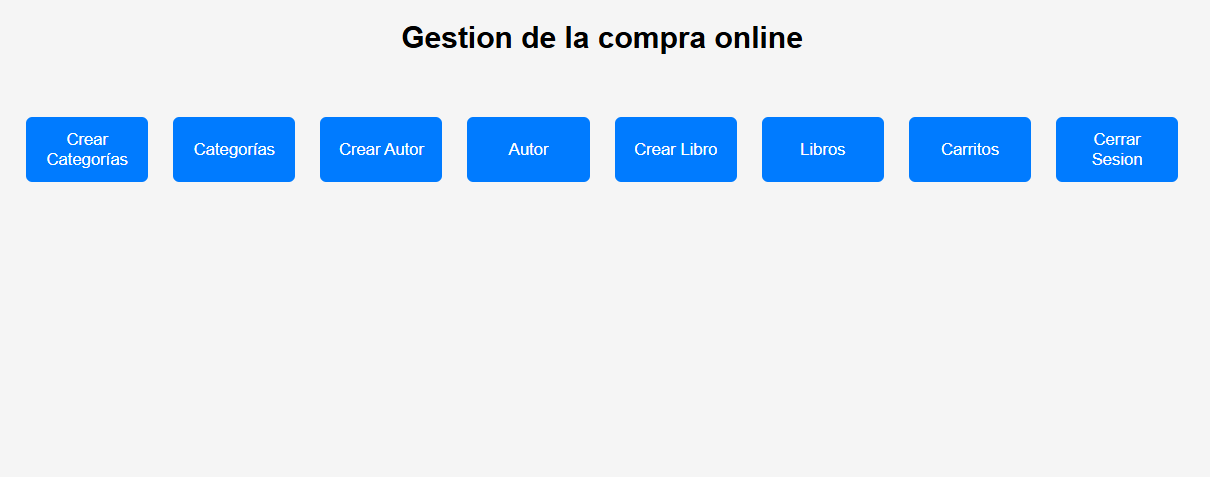 Gestion de la compra online
Crear
Categorías
Categorías
Crear Autor
Autor
Crear Libro
Libros
Carritos
Cerrar
Sesion